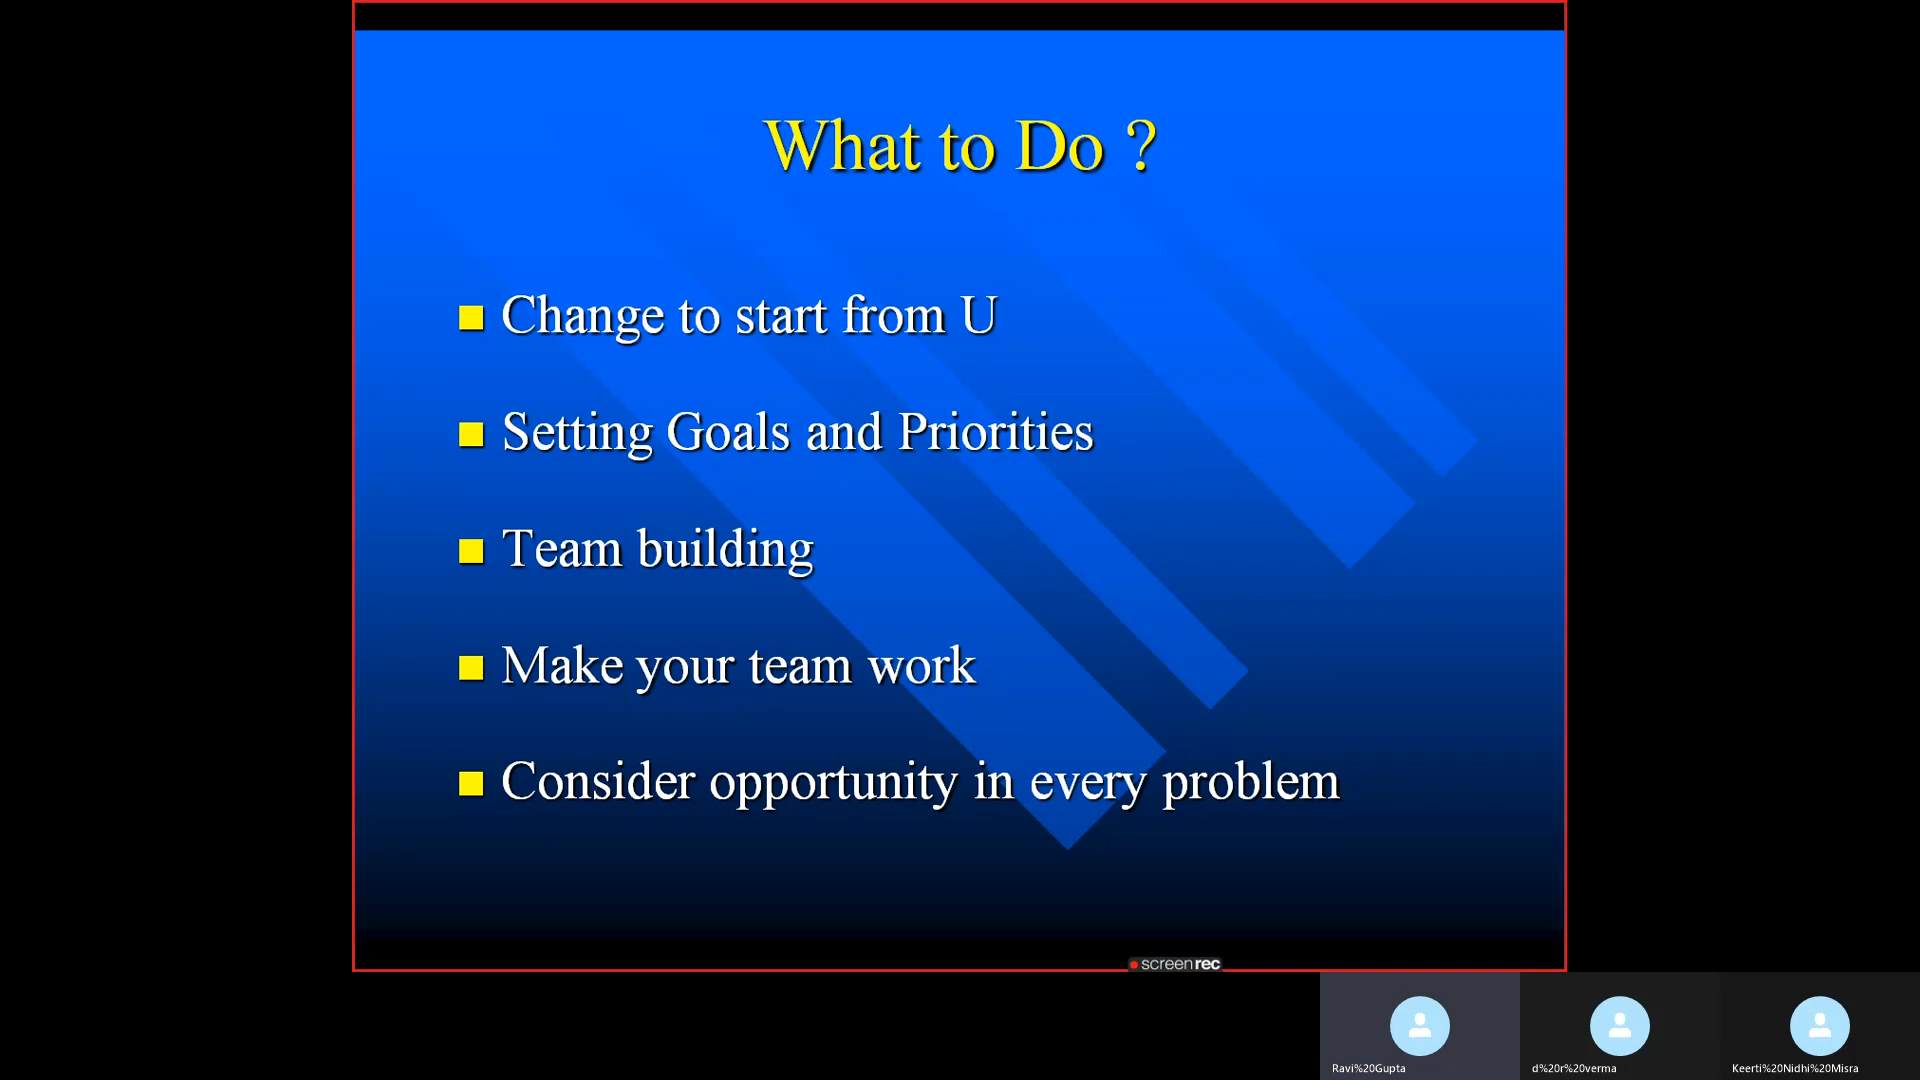 What to Do ?
Change to start from U
Setting Goals and Priorities
Team building
Make your team work
Consider opportunity in every problem
screenrec
Ravi%20Gupta
d%20r%20verma
Keerti%20Nidhi%20Misra